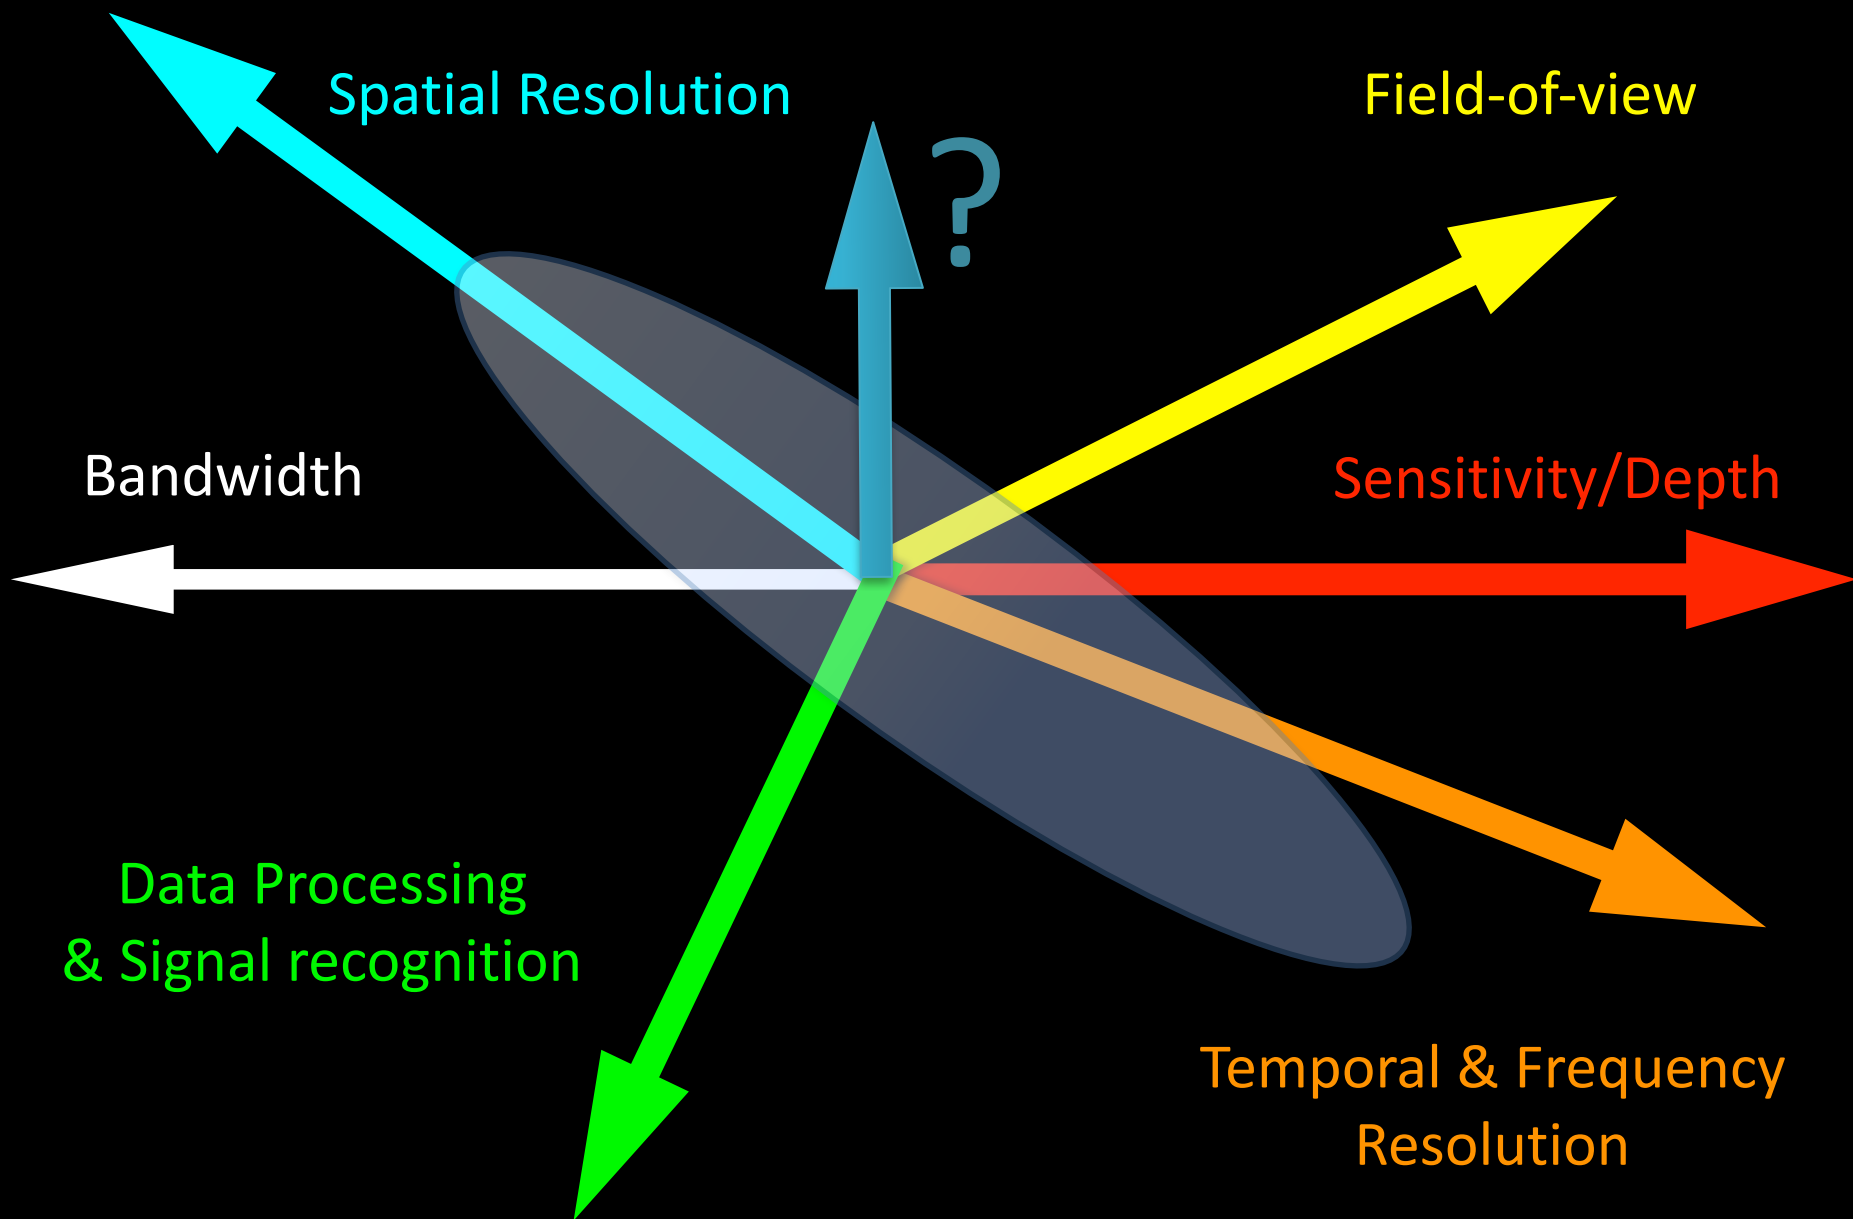 Spatial Resolution
Field-of-view
?
Bandwidth
Sensitivity/Depth
Data Processing
& Signal recognition
Temporal & Frequency
Resolution